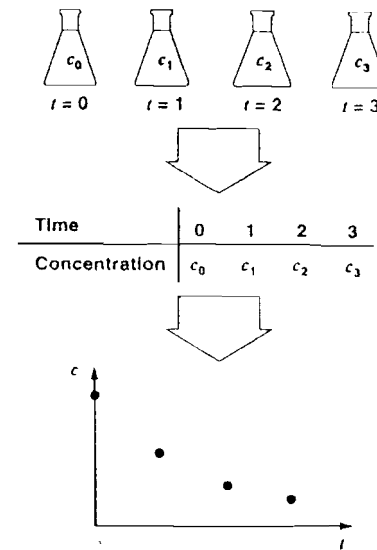 c₀ c₁ c₂ c₃
t = 0 t = 1 t = 2 t = 3
Time 0 1 2 3
Concentration c₀ c₁ c₂ c₃
c
t